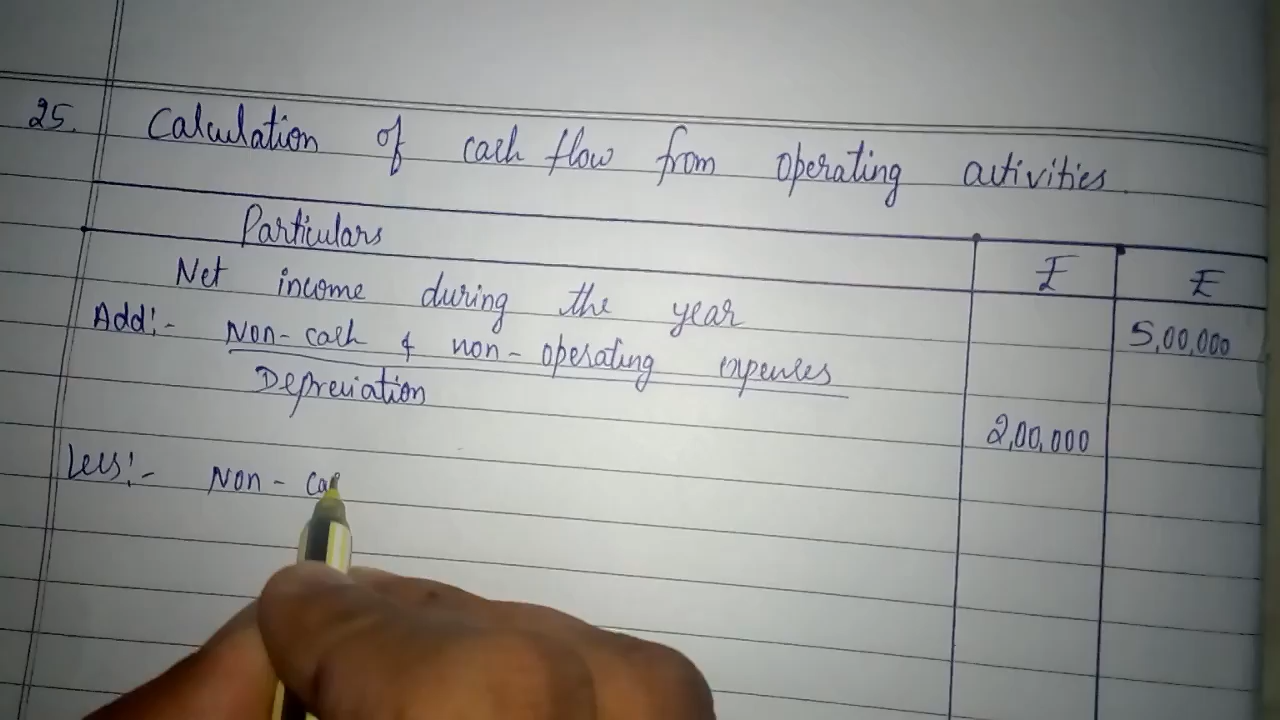 25. Calculation of cash flow from operating activities.
Particulars ₹ ₹
Net income during the year 5,00,000
Add:- Non-cash & non-operating expenses
Depreciation 2,00,000
Less:- Non-cas